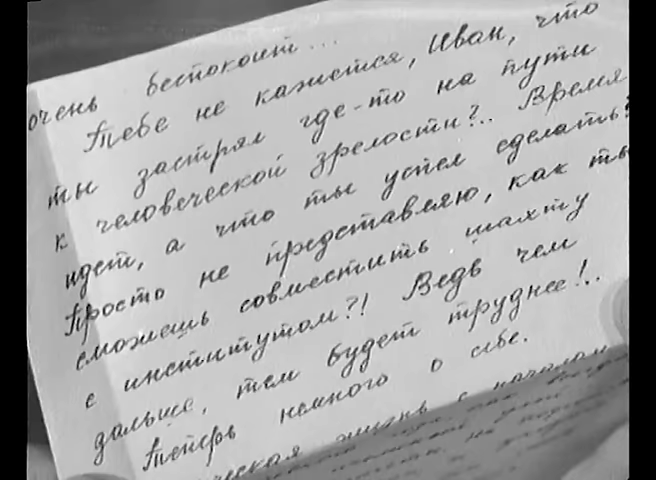 очень беспокоит...
Тебе не кажется, Иван, что
ты застрял где-то на пути
к человеческой зрелости?.. Время
идет, а что ты успел сделать?
Просто не представляю, как ты
сможешь совместить шахту
с институтом?! Ведь чем
дальше, тем будет труднее!..
Теперь немного о себе.
жизнь с началом